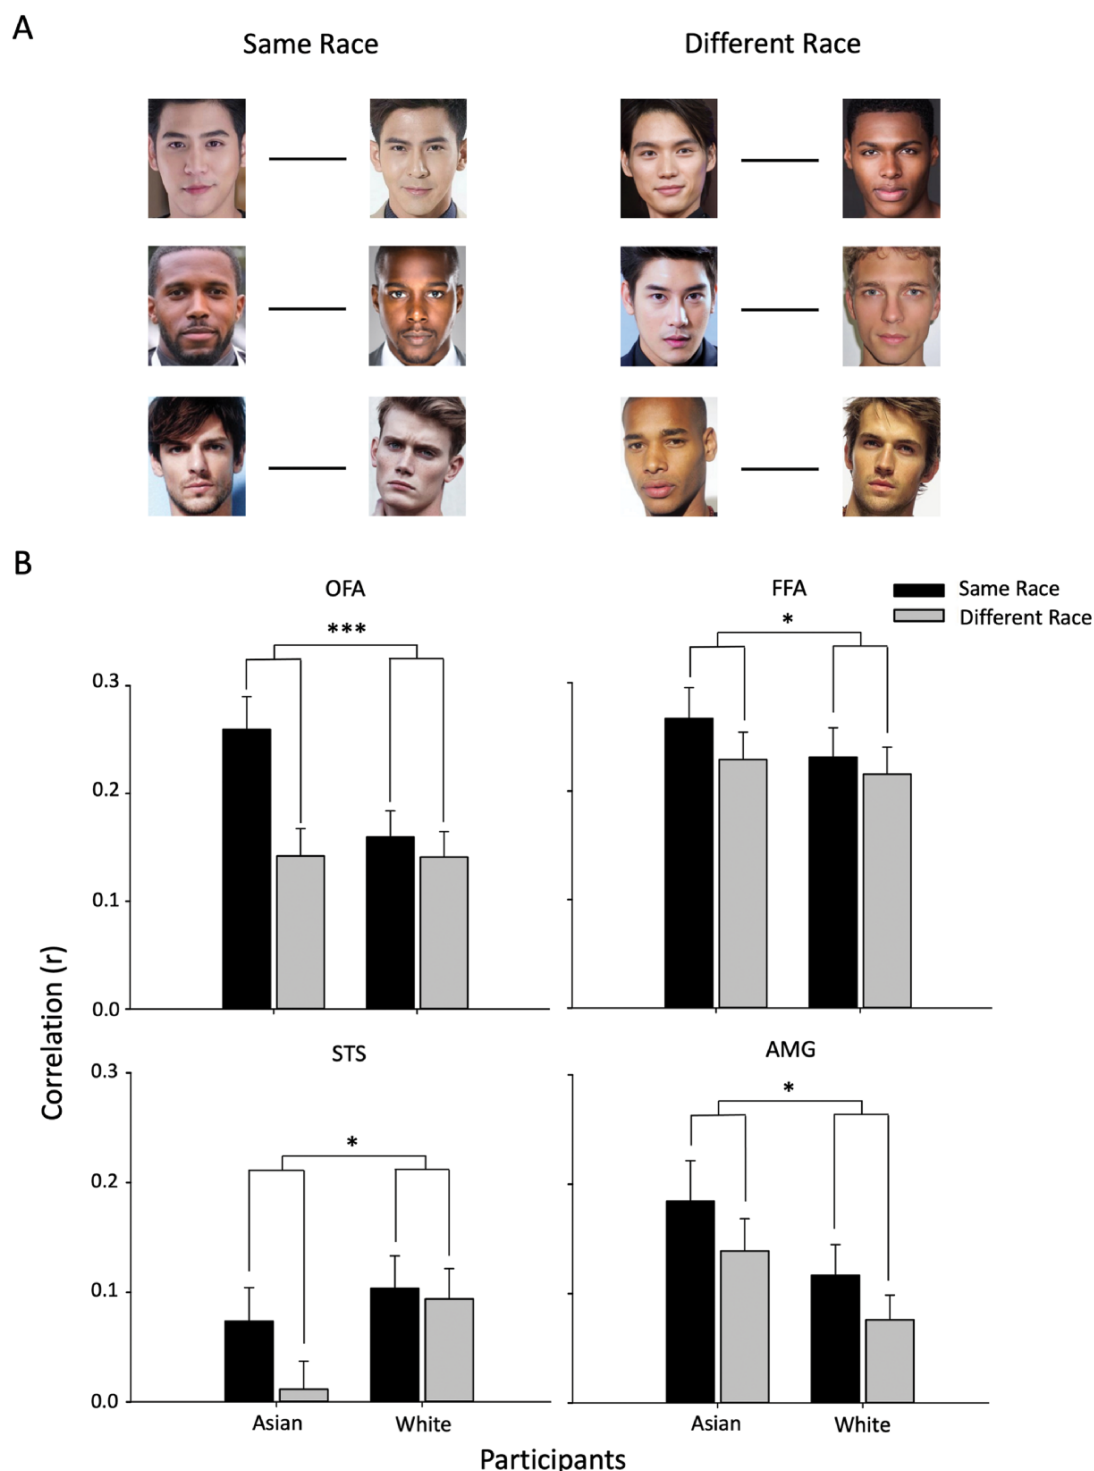 A
Same Race
Different Race
B
OFA
FFA
Same Race
Different Race
***
*
0.3
0.2
0.1
0.0
Correlation (r)
STS
AMG
0.3
*
*
0.2
0.1
0.0
Asian
White
Asian
White
Participants